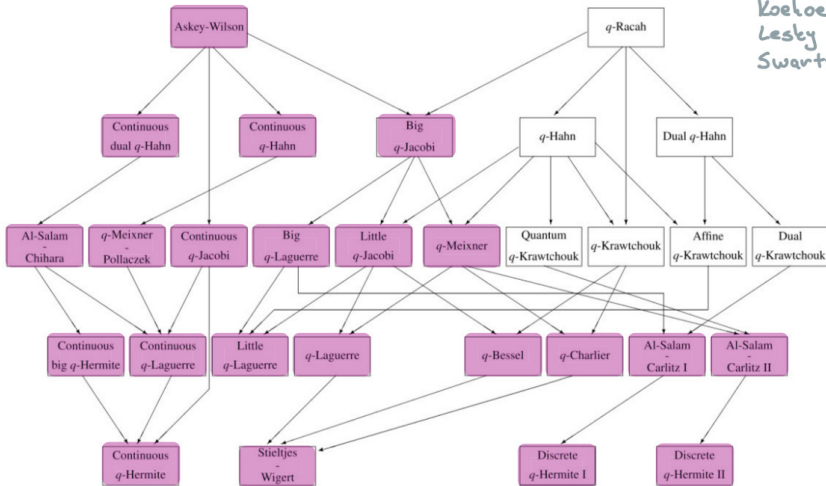 Koekoe
Lesky
Swart
Askey-Wilson
q-Racah
Continuous
dual q-Hahn
Continuous
q-Hahn
Big
q-Jacobi
q-Hahn
Dual q-Hahn
Al-Salam
-
Chihara
q-Meixner
-
Pollaczek
Continuous
q-Jacobi
Big
q-Laguerre
Little
q-Jacobi
q-Meixner
Quantum
q-Krawtchouk
q-Krawtchouk
Affine
q-Krawtchouk
Dual
q-Krawtchouk
Continuous
big q-Hermite
Continuous
q-Laguerre
Little
q-Laguerre
q-Laguerre
q-Bessel
q-Charlier
Al-Salam
-
Carlitz I
Al-Salam
-
Carlitz II
Continuous
q-Hermite
Stieltjes
-
Wigert
Discrete
q-Hermite I
Discrete
q-Hermite II